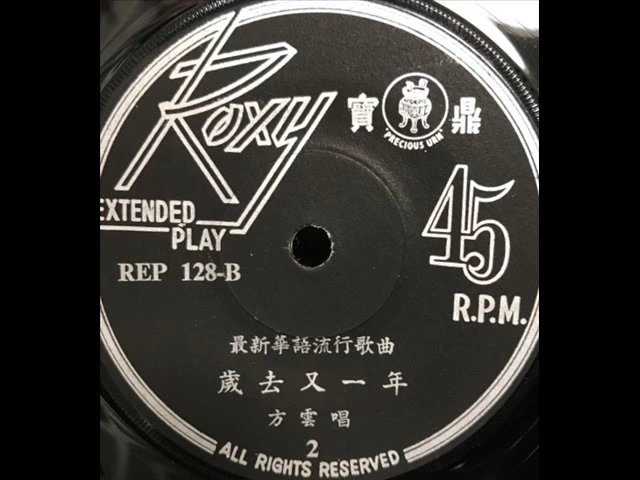 Roxy
寶鼎
"PRECIOUS URN"
EXTENDED PLAY
45
R.P.M.
REP 128-B
最新華語流行歌曲
歲去又一年
方雲唱
2
ALL RIGHTS RESERVED